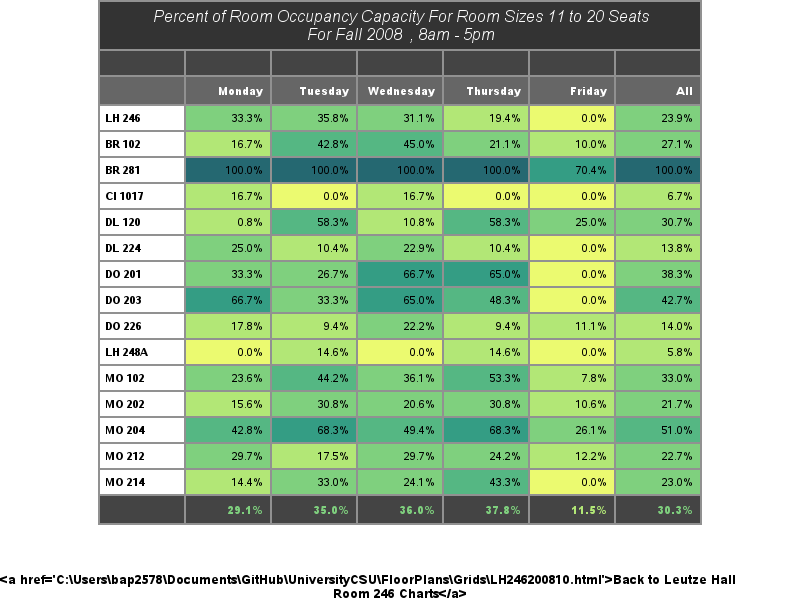 Percent of Room Occupancy Capacity For Room Sizes 11 to 20 Seats
For Fall 2008 , 8am - 5pm
Monday Tuesday Wednesday Thursday Friday All
LH 246 33.3% 35.8% 31.1% 19.4% 0.0% 23.9%
BR 102 16.7% 42.8% 45.0% 21.1% 10.0% 27.1%
BR 281 100.0% 100.0% 100.0% 100.0% 70.4% 100.0%
CI 1017 16.7% 0.0% 16.7% 0.0% 0.0% 6.7%
DL 120 0.8% 58.3% 10.8% 58.3% 25.0% 30.7%
DL 224 25.0% 10.4% 22.9% 10.4% 0.0% 13.8%
DO 201 33.3% 26.7% 66.7% 65.0% 0.0% 38.3%
DO 203 66.7% 33.3% 65.0% 48.3% 0.0% 42.7%
DO 226 17.8% 9.4% 22.2% 9.4% 11.1% 14.0%
LH 248A 0.0% 14.6% 0.0% 14.6% 0.0% 5.8%
MO 102 23.6% 44.2% 36.1% 53.3% 7.8% 33.0%
MO 202 15.6% 30.8% 20.6% 30.8% 10.6% 21.7%
MO 204 42.8% 68.3% 49.4% 68.3% 26.1% 51.0%
MO 212 29.7% 17.5% 29.7% 24.2% 12.2% 22.7%
MO 214 14.4% 33.0% 24.1% 43.3% 0.0% 23.0%
29.1% 35.0% 36.0% 37.8% 11.5% 30.3%
<a href='C:\Users\bap2578\Documents\GitHub\UniversityCSU\FloorPlans\Grids\LH246200810.html'>Back to Leutze Hall
Room 246 Charts</a>